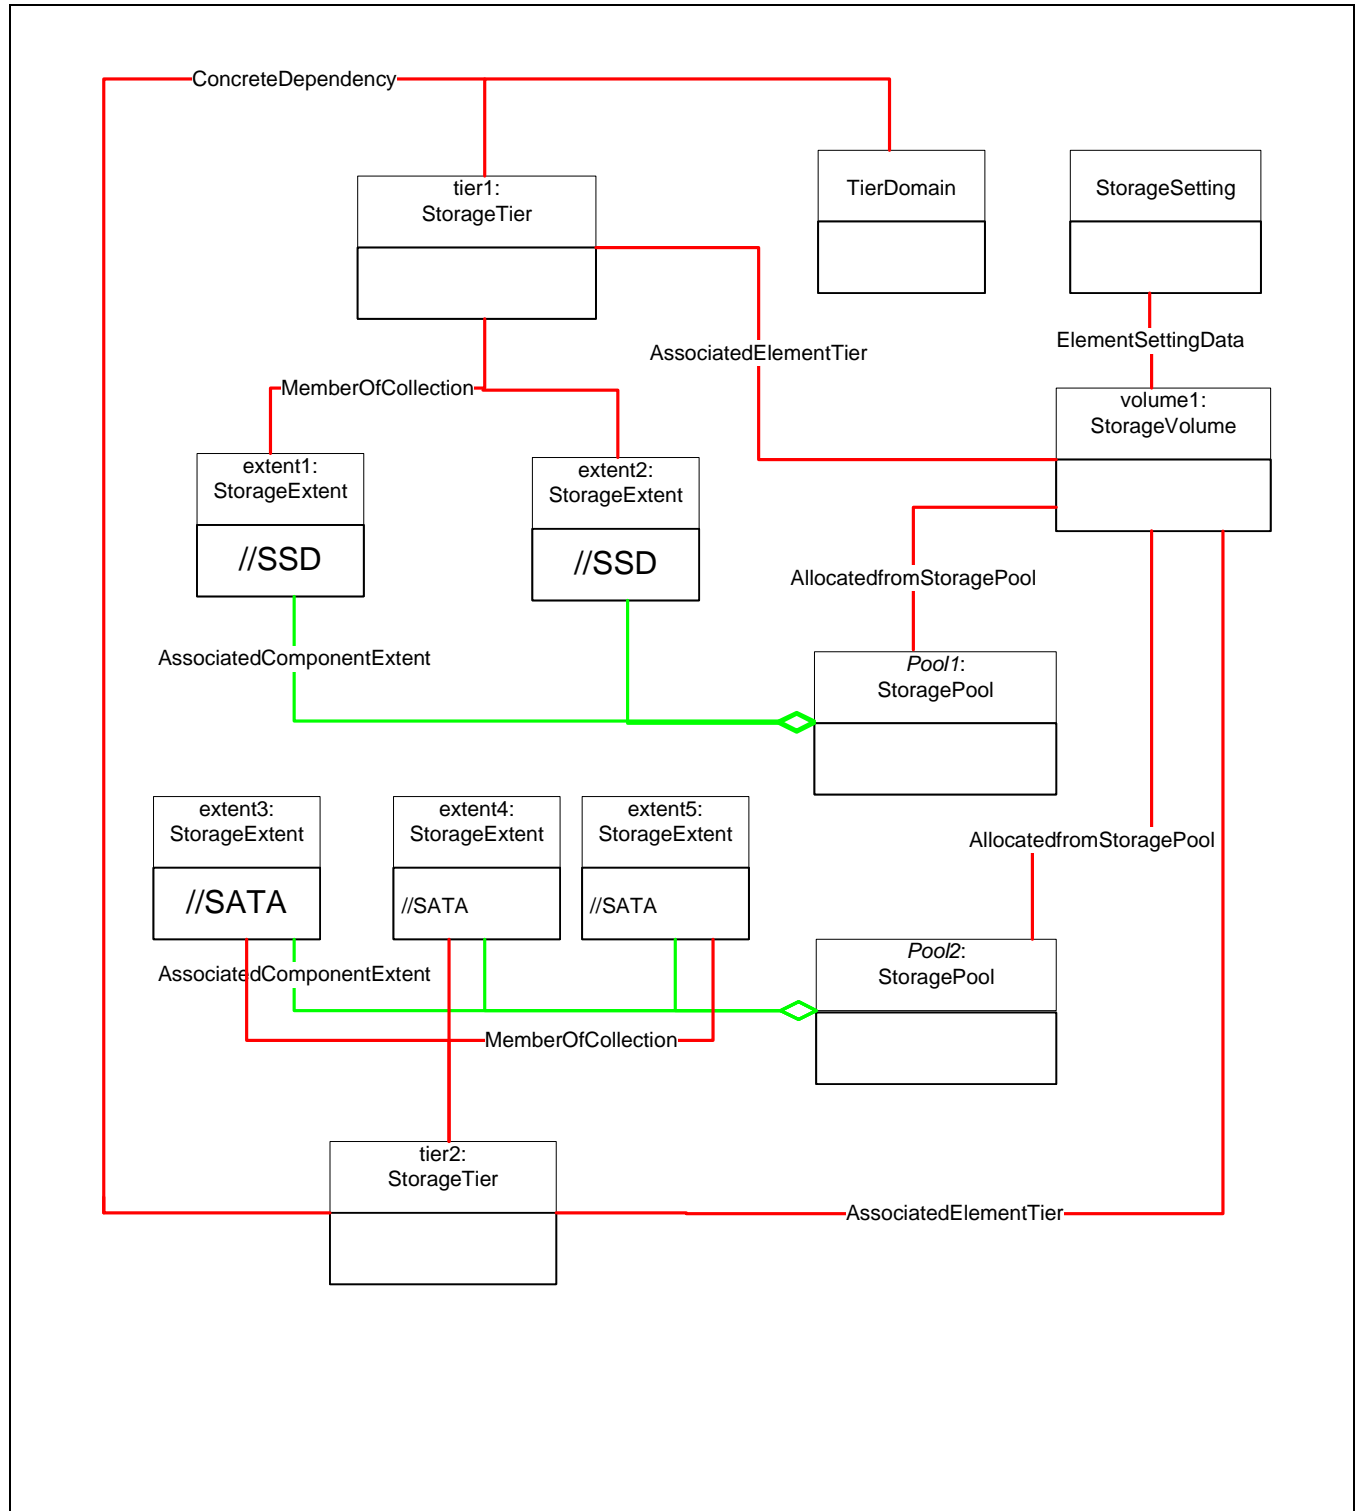 ConcreteDependency
tier1:
StorageTier
TierDomain
StorageSetting
AssociatedElementTier
ElementSettingData
MemberOfCollection
volume1:
StorageVolume
extent1:
StorageExtent
//SSD
extent2:
StorageExtent
//SSD
AllocatedfromStoragePool
AssociatedComponentExtent
Pool1:
StoragePool
extent3:
StorageExtent
//SATA
extent4:
StorageExtent
//SATA
extent5:
StorageExtent
//SATA
AllocatedfromStoragePool
AssociatedComponentExtent
Pool2:
StoragePool
MemberOfCollection
tier2:
StorageTier
AssociatedElementTier